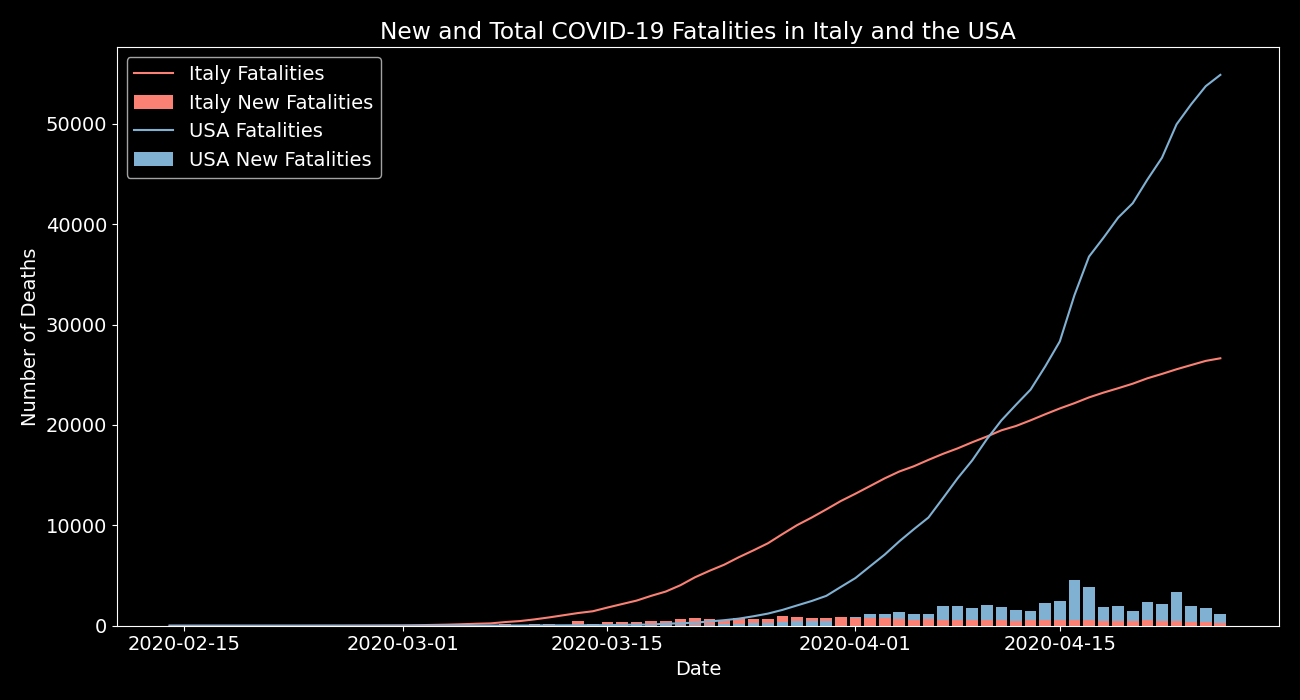 New and Total COVID-19 Fatalities in Italy and the USA
Italy Fatalities
Italy New Fatalities
USA Fatalities
USA New Fatalities
50000
40000
30000
20000
10000
0
Number of Deaths
2020-02-15 2020-03-01 2020-03-15 2020-04-01 2020-04-15
Date